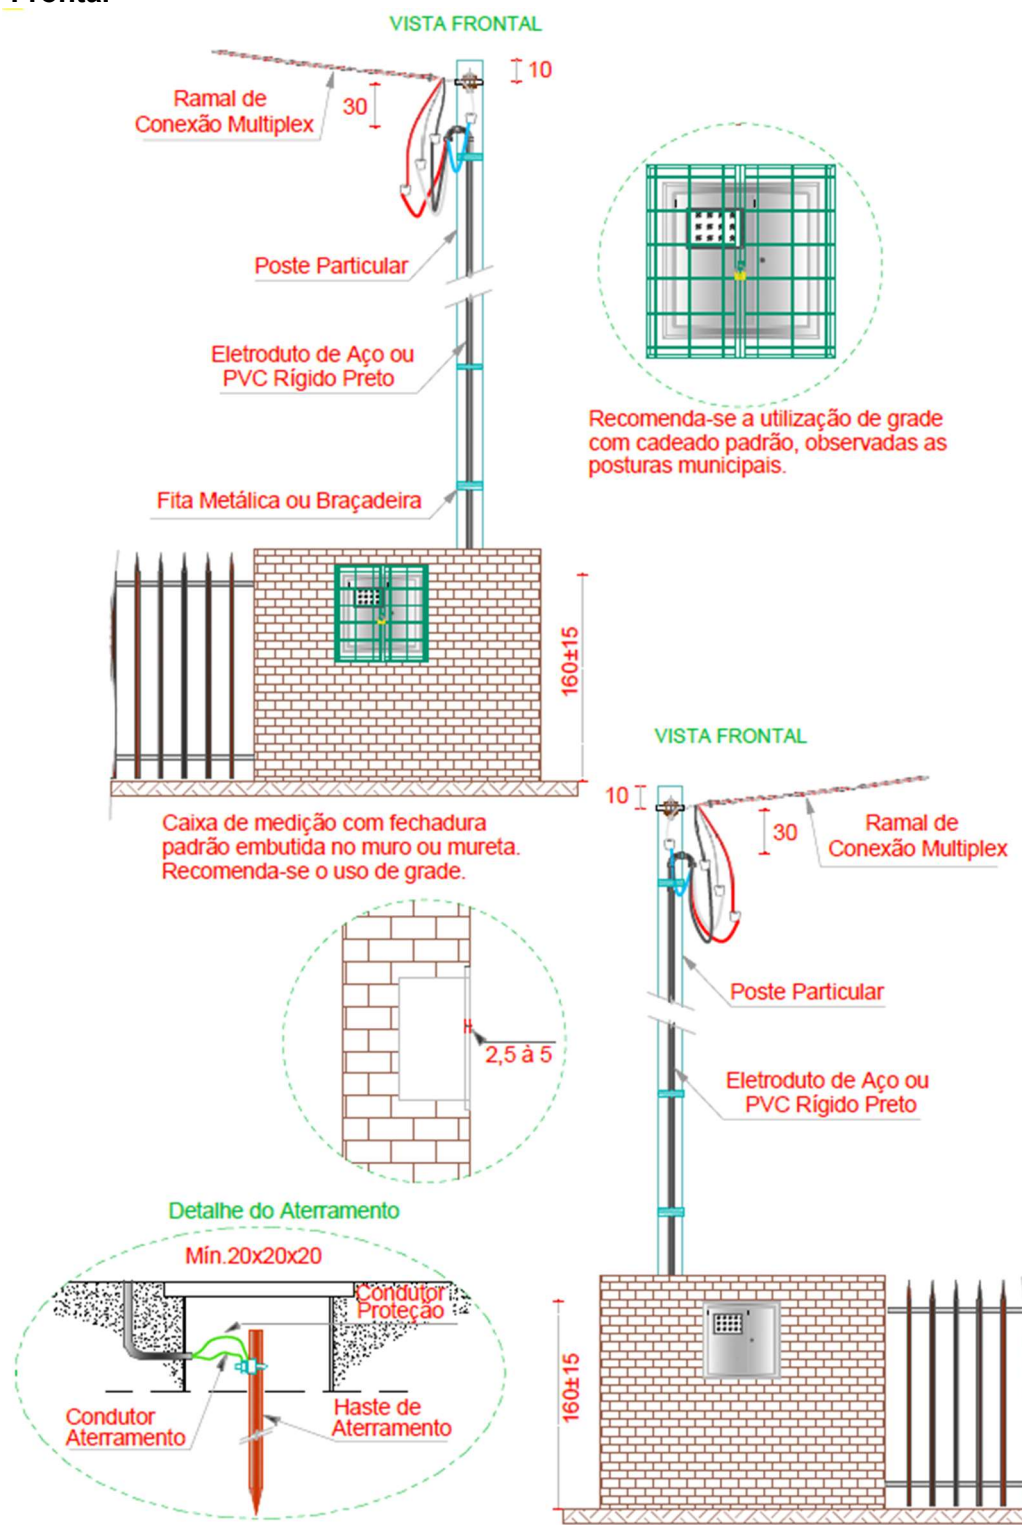 Frontal
VISTA FRONTAL
10
Ramal de
Conexão Multiplex
30
Poste Particular
Eletroduto de Aço ou
PVC Rígido Preto
Recomenda-se a utilização de grade
com cadeado padrão, observadas as
posturas municipais.
Fita Metálica ou Braçadeira
160±15
Caixa de medição com fechadura
padrão embutida no muro ou mureta.
Recomenda-se o uso de grade.
VISTA FRONTAL
10
30
Ramal de
Conexão Multiplex
Poste Particular
2,5 à 5
Eletroduto de Aço ou
PVC Rígido Preto
Detalhe do Aterramento
Mín.20x20x20
Condutor
Proteção
Condutor
Aterramento
Haste de
Aterramento
160±15